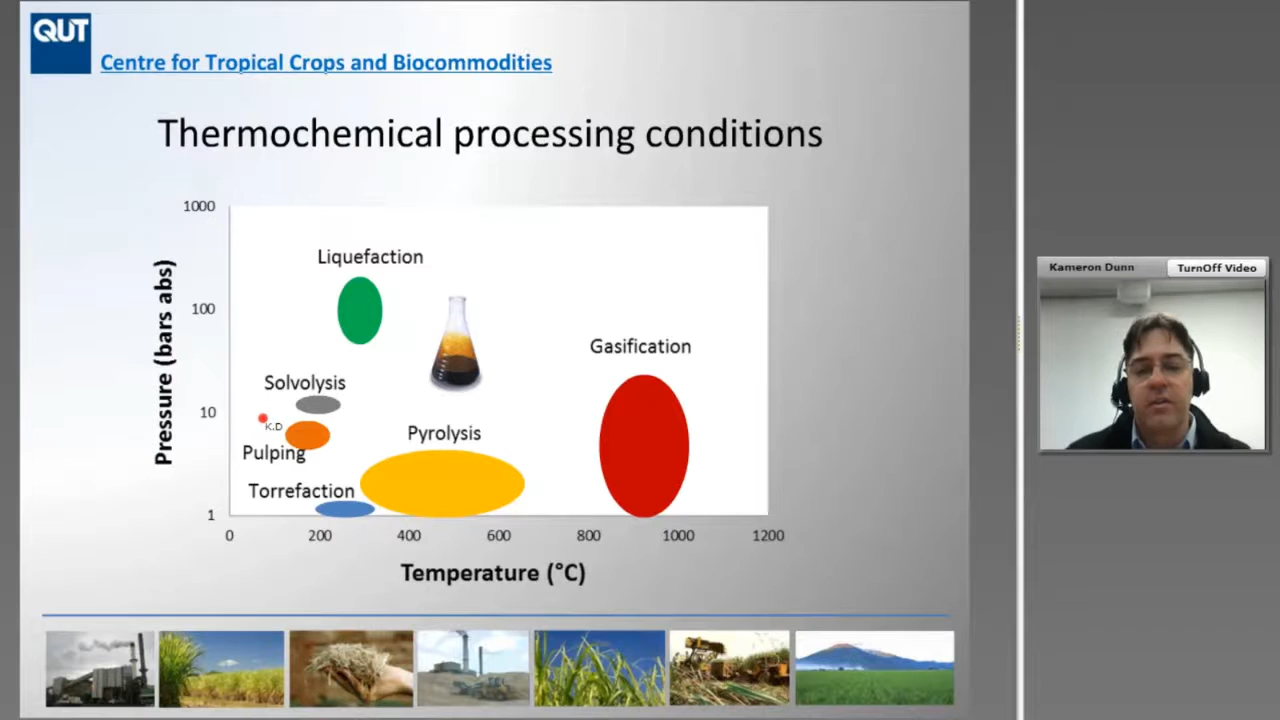 QUT
Centre for Tropical Crops and Biocommodities
Thermochemical processing conditions
1000
Liquefaction
100
Gasification
Solvolysis
10
K.D
Pyrolysis
Pulping
Torrefaction
1
Pressure (bars abs)
0 200 400 600 800 1000 1200
Temperature (°C)
Kameron Dunn
TurnOff Video